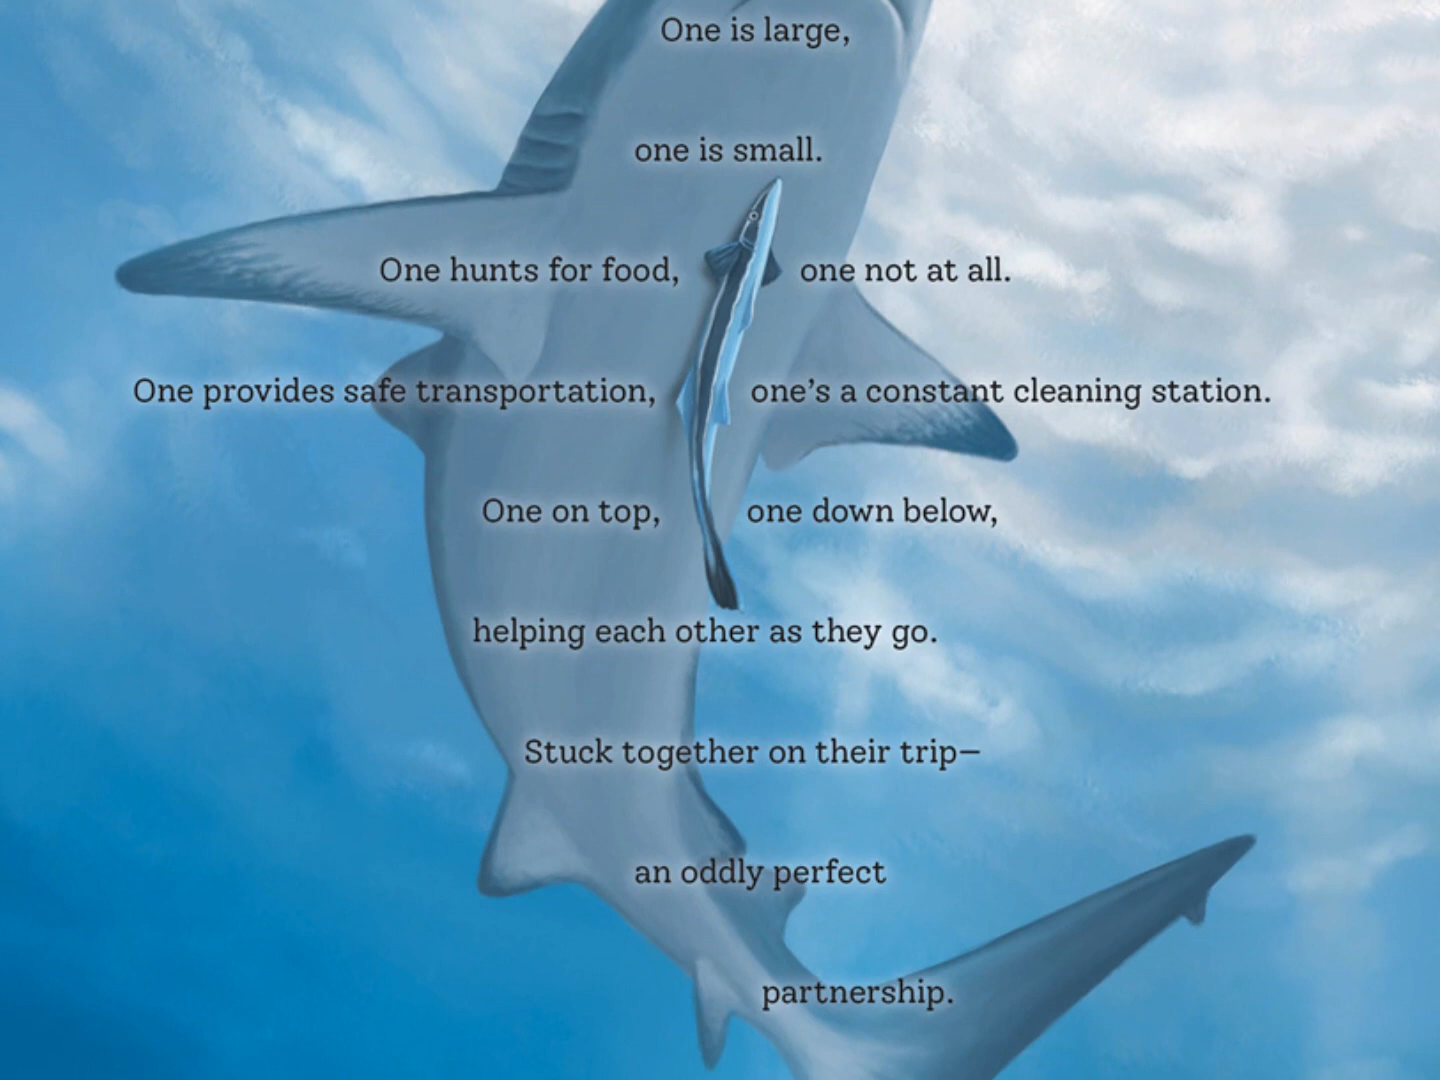 One is large,
one is small.
One hunts for food, one not at all.
One provides safe transportation, one’s a constant cleaning station.
One on top, one down below,
helping each other as they go.
Stuck together on their trip—
an oddly perfect
partnership.